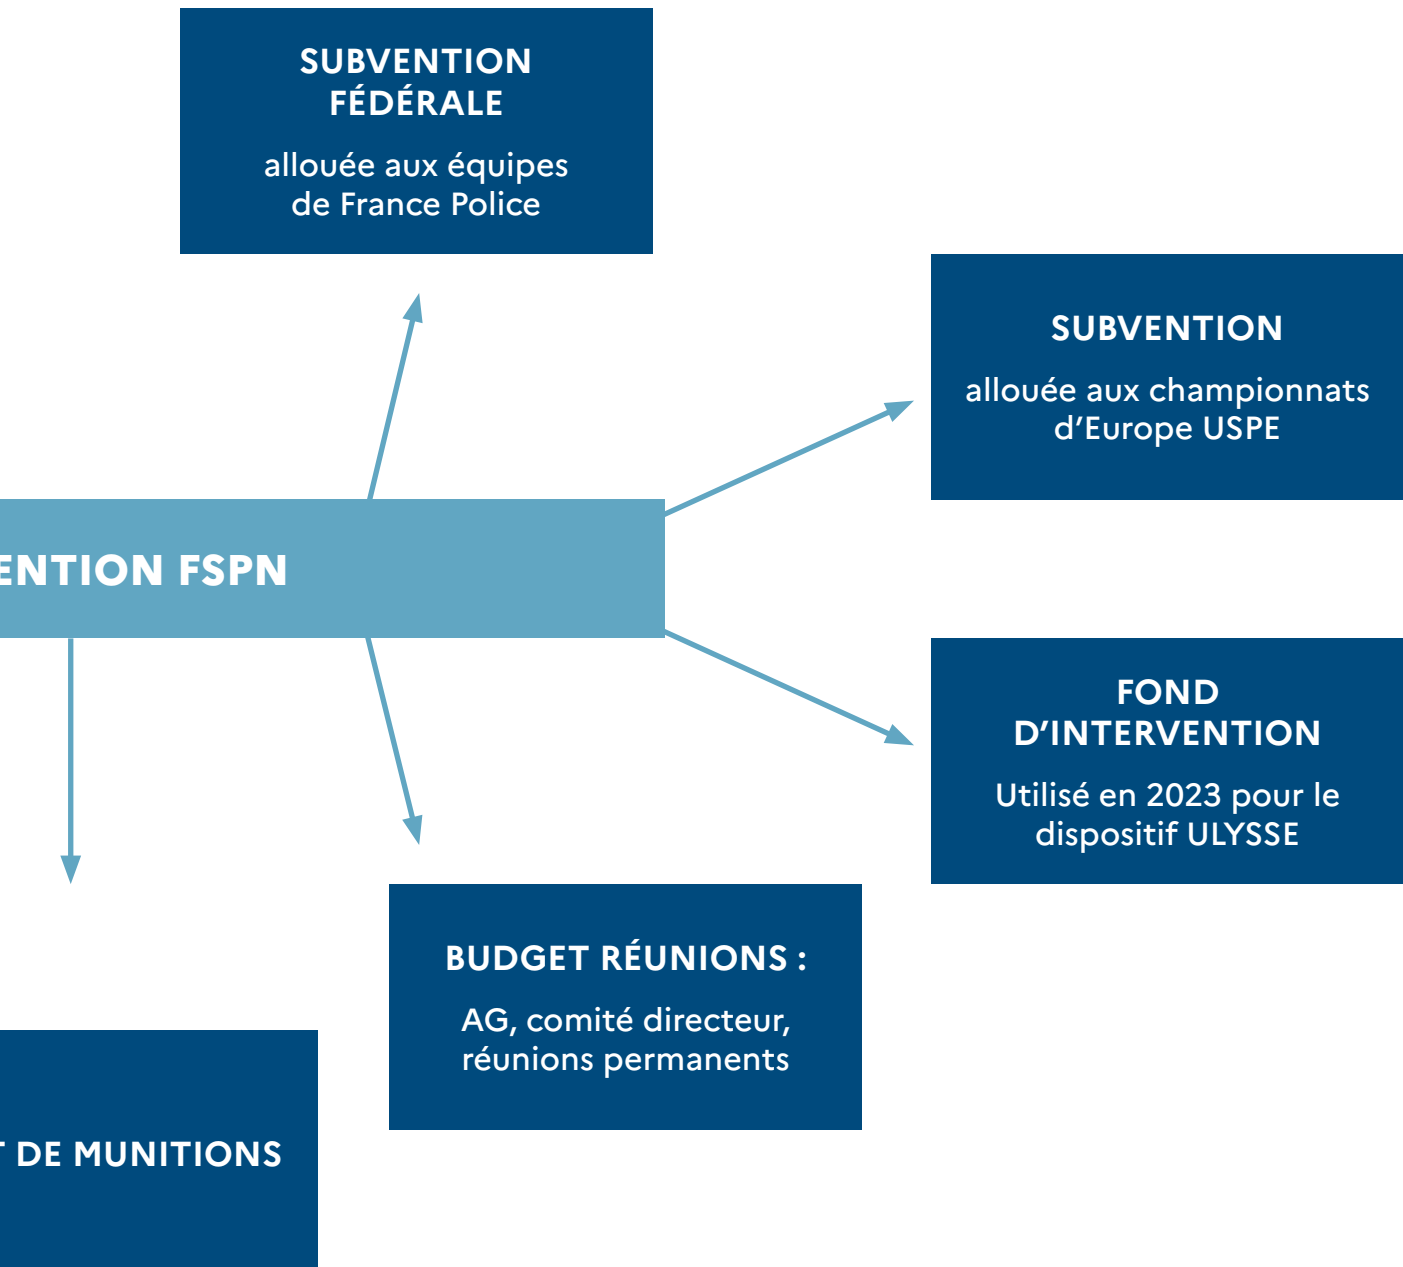 SUBVENTION
FÉDÉRALE
allouée aux équipes
de France Police
SUBVENTION
allouée aux championnats
d’Europe USPE
ENTION FSPN
FOND
D’INTERVENTION
Utilisé en 2023 pour le
dispositif ULYSSE
BUDGET RÉUNIONS :
AG, comité directeur,
réunions permanents
T DE MUNITIONS